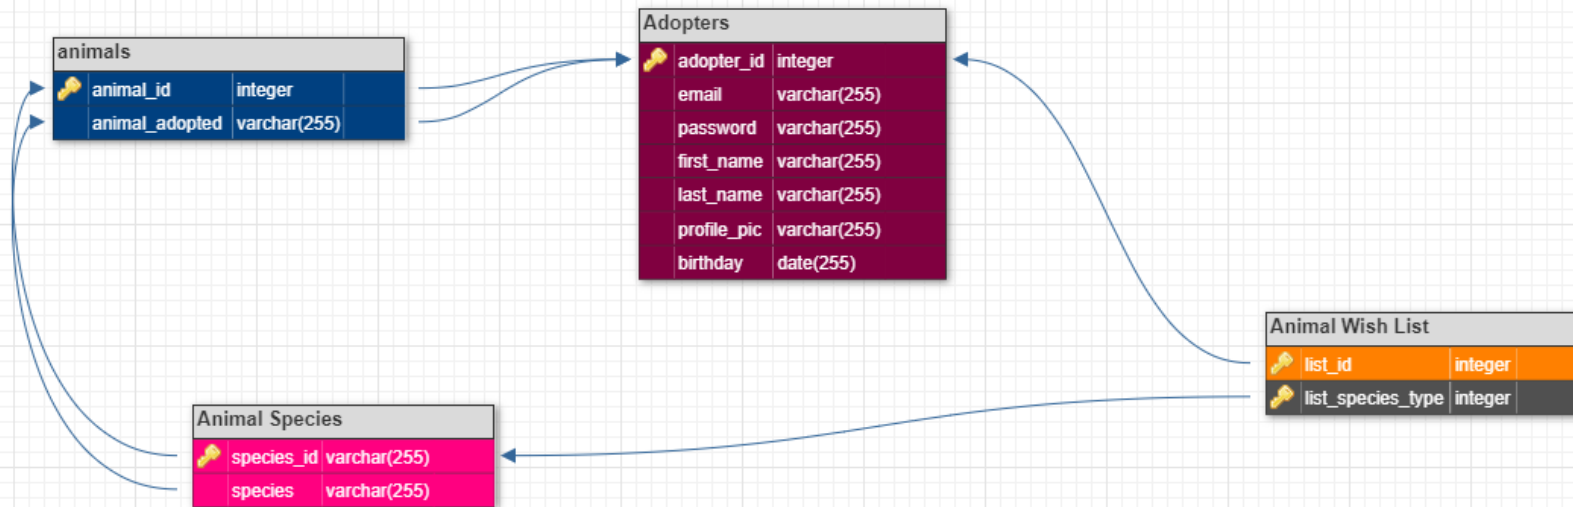 animals
animal_id integer
animal_adopted varchar(255)
Adopters
adopter_id integer
email varchar(255)
password varchar(255)
first_name varchar(255)
last_name varchar(255)
profile_pic varchar(255)
birthday date(255)
Animal Wish List
list_id integer
list_species_type integer
Animal Species
species_id varchar(255)
species varchar(255)